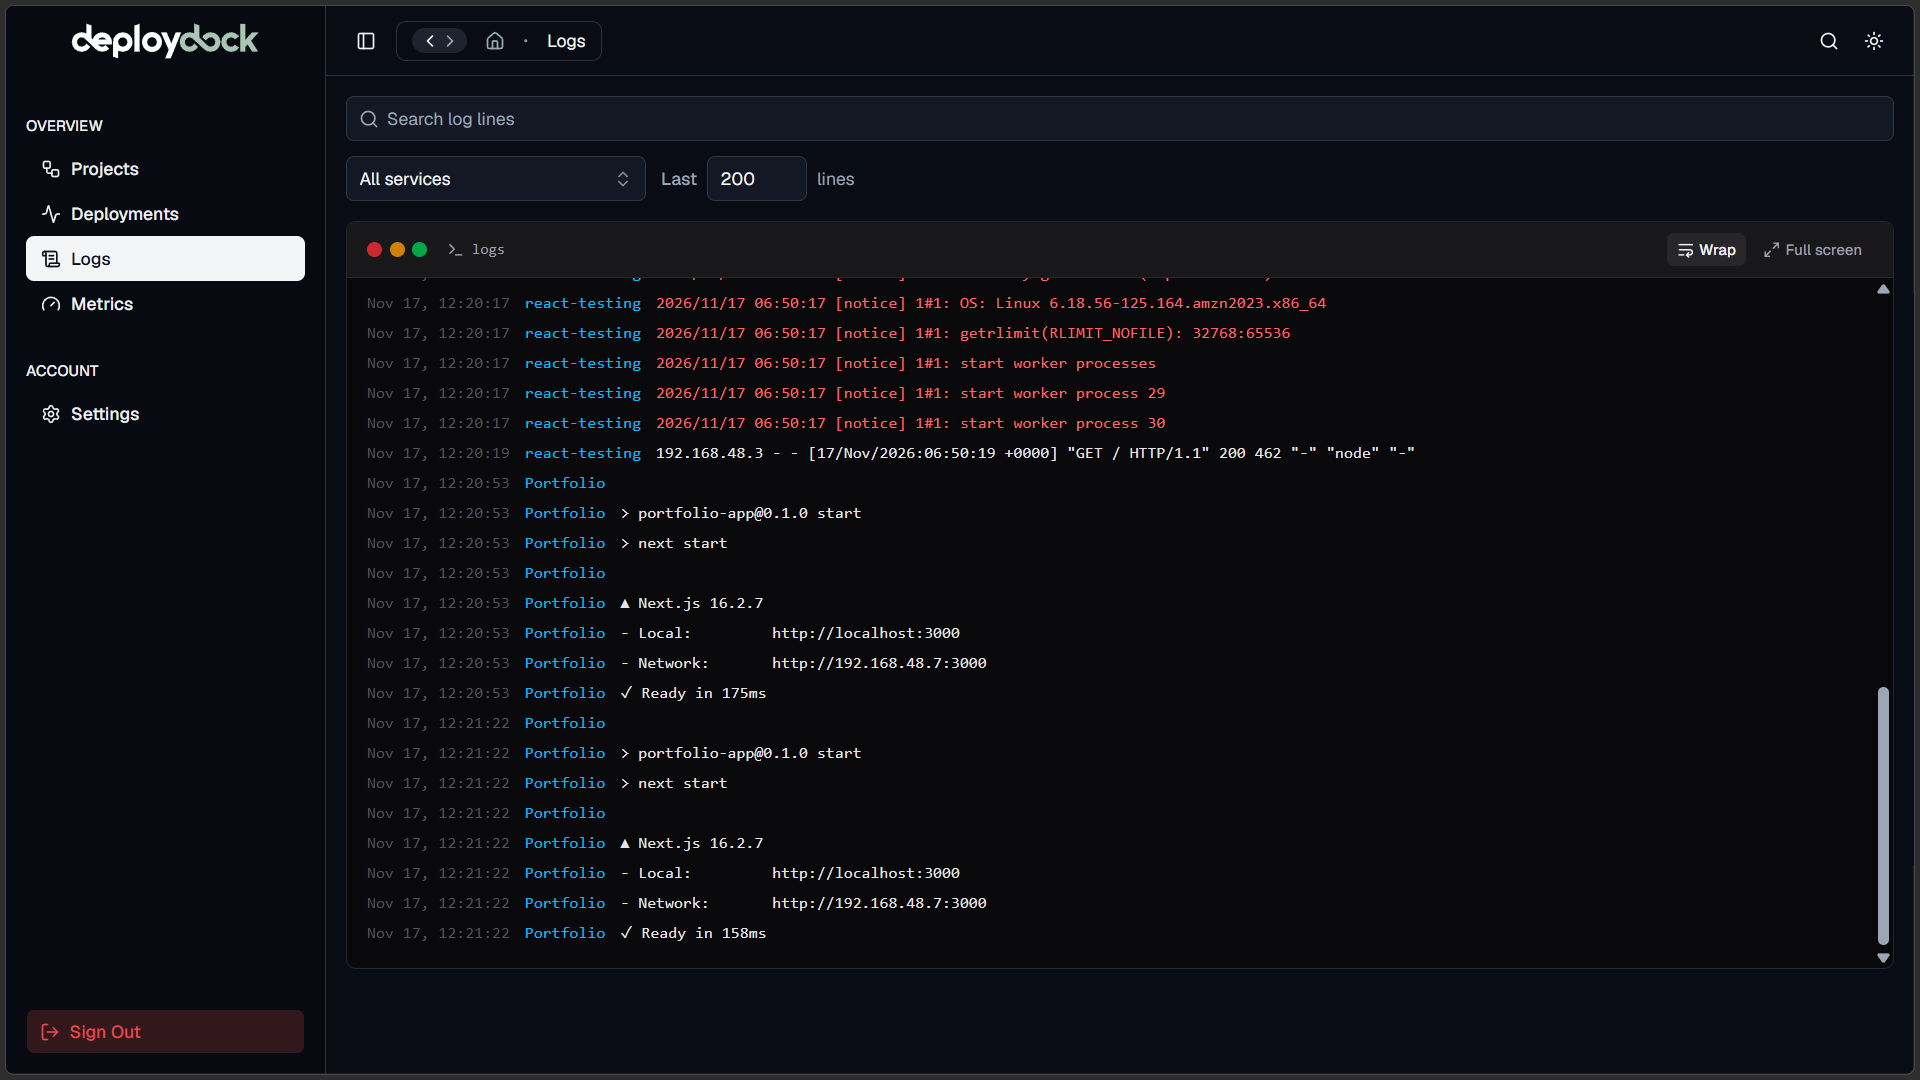 deploydock
Logs
OVERVIEW
Projects
Deployments
Logs
Metrics
ACCOUNT
Settings
Sign Out
Search log lines
All services
Last 200 lines
>_ logs
Wrap
Full screen
Nov 17, 12:20:17 react-testing 2026/11/17 06:50:17 [notice] 1#1: OS: Linux 6.18.56-125.164.amzn2023.x86_64
Nov 17, 12:20:17 react-testing 2026/11/17 06:50:17 [notice] 1#1: getrlimit(RLIMIT_NOFILE): 32768:65536
Nov 17, 12:20:17 react-testing 2026/11/17 06:50:17 [notice] 1#1: start worker processes
Nov 17, 12:20:17 react-testing 2026/11/17 06:50:17 [notice] 1#1: start worker process 29
Nov 17, 12:20:17 react-testing 2026/11/17 06:50:17 [notice] 1#1: start worker process 30
Nov 17, 12:20:19 react-testing 192.168.48.3 - - [17/Nov/2026:06:50:19 +0000] "GET / HTTP/1.1" 200 462 "-" "node" "-"
Nov 17, 12:20:53 Portfolio
Nov 17, 12:20:53 Portfolio > portfolio-app@0.1.0 start
Nov 17, 12:20:53 Portfolio > next start
Nov 17, 12:20:53 Portfolio
Nov 17, 12:20:53 Portfolio ▲ Next.js 16.2.7
Nov 17, 12:20:53 Portfolio - Local: http://localhost:3000
Nov 17, 12:20:53 Portfolio - Network: http://192.168.48.7:3000
Nov 17, 12:20:53 Portfolio ✓ Ready in 175ms
Nov 17, 12:21:22 Portfolio
Nov 17, 12:21:22 Portfolio > portfolio-app@0.1.0 start
Nov 17, 12:21:22 Portfolio > next start
Nov 17, 12:21:22 Portfolio
Nov 17, 12:21:22 Portfolio ▲ Next.js 16.2.7
Nov 17, 12:21:22 Portfolio - Local: http://localhost:3000
Nov 17, 12:21:22 Portfolio - Network: http://192.168.48.7:3000
Nov 17, 12:21:22 Portfolio ✓ Ready in 158ms